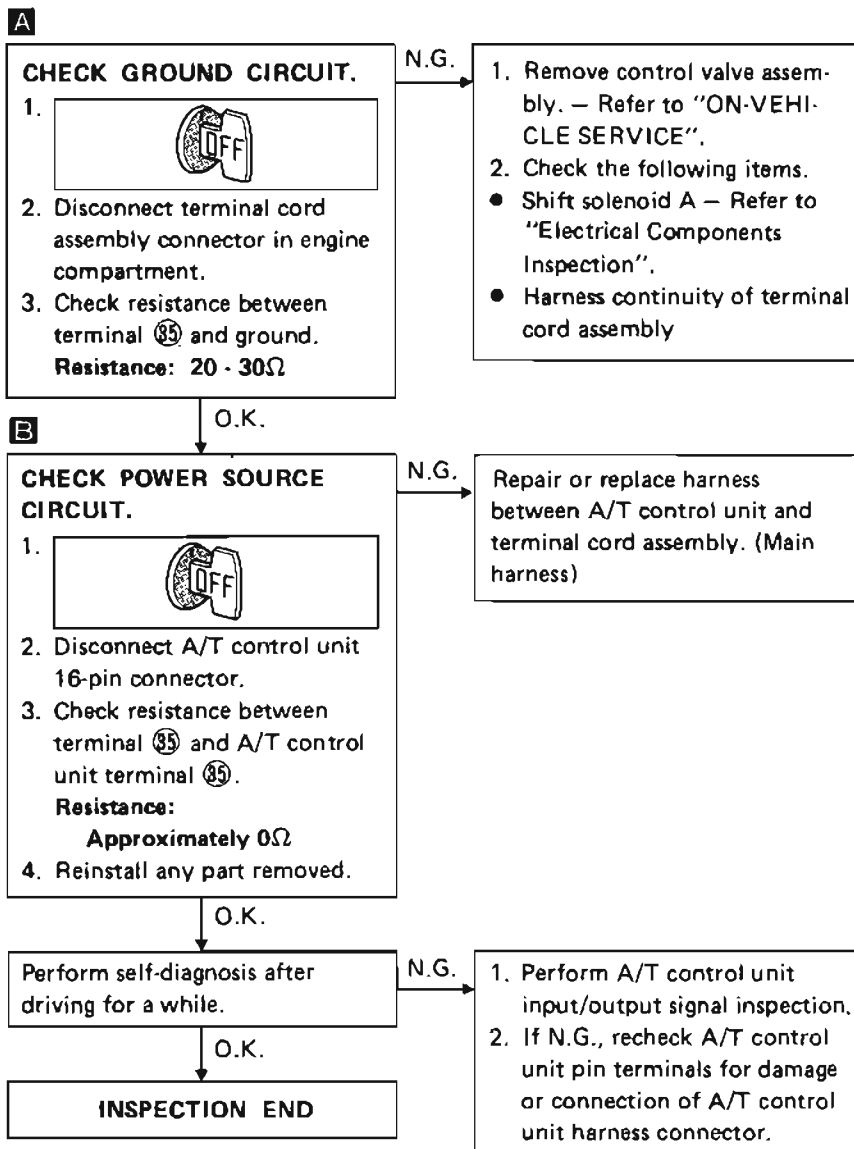 A
CHECK GROUND CIRCUIT.
1.
OFF
2. Disconnect terminal cord
assembly connector in engine
compartment.
3. Check resistance between
terminal ㉟ and ground.
Resistance: 20 - 30Ω
N.G.
1. Remove control valve assem-
bly. — Refer to "ON-VEHI-
CLE SERVICE".
2. Check the following items.
● Shift solenoid A — Refer to
"Electrical Components
Inspection".
● Harness continuity of terminal
cord assembly
O.K.
B
CHECK POWER SOURCE
CIRCUIT.
1.
OFF
2. Disconnect A/T control unit
16-pin connector.
3. Check resistance between
terminal ㉟ and A/T control
unit terminal ㉟.
Resistance:
Approximately 0Ω
4. Reinstall any part removed.
N.G.
Repair or replace harness
between A/T control unit and
terminal cord assembly. (Main
harness)
O.K.
Perform self-diagnosis after
driving for a while.
N.G.
1. Perform A/T control unit
input/output signal inspection.
2. If N.G., recheck A/T control
unit pin terminals for damage
or connection of A/T control
unit harness connector.
O.K.
INSPECTION END